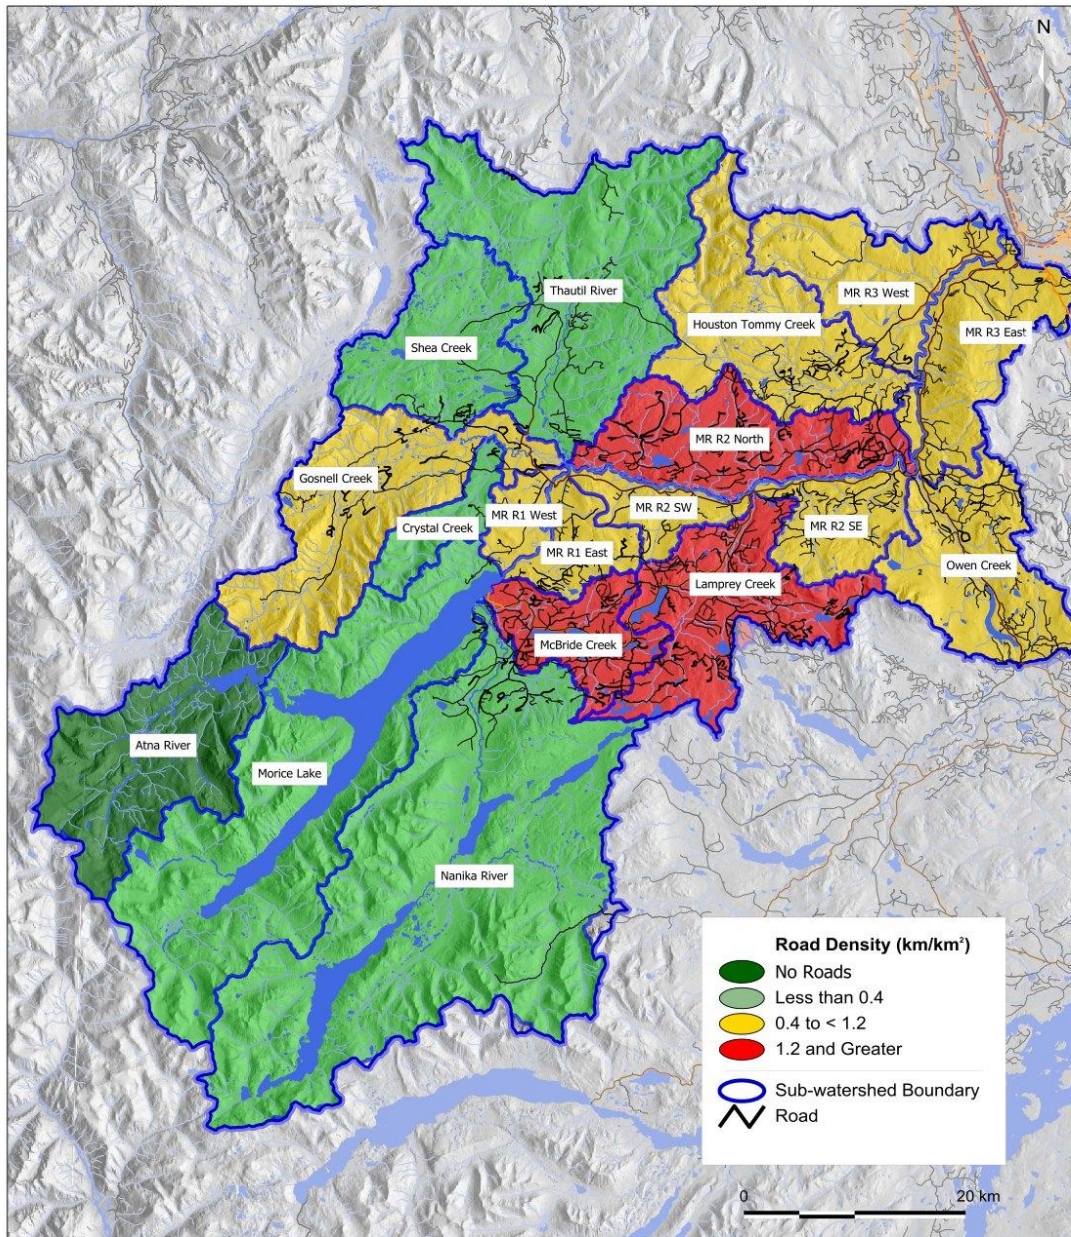 N
Thautil River
MR R3 West
Houston Tommy Creek
MR R3 East
Shea Creek
MR R2 North
Gosnell Creek
MR R1 West
MR R2 SW
Crystal Creek
MR R2 SE
MR R1 East
Owen Creek
Lamprey Creek
McBride Creek
Atna River
Morice Lake
Nanika River
Road Density (km/km²)
No Roads
Less than 0.4
0.4 to < 1.2
1.2 and Greater
Sub-watershed Boundary
Road
0 20 km